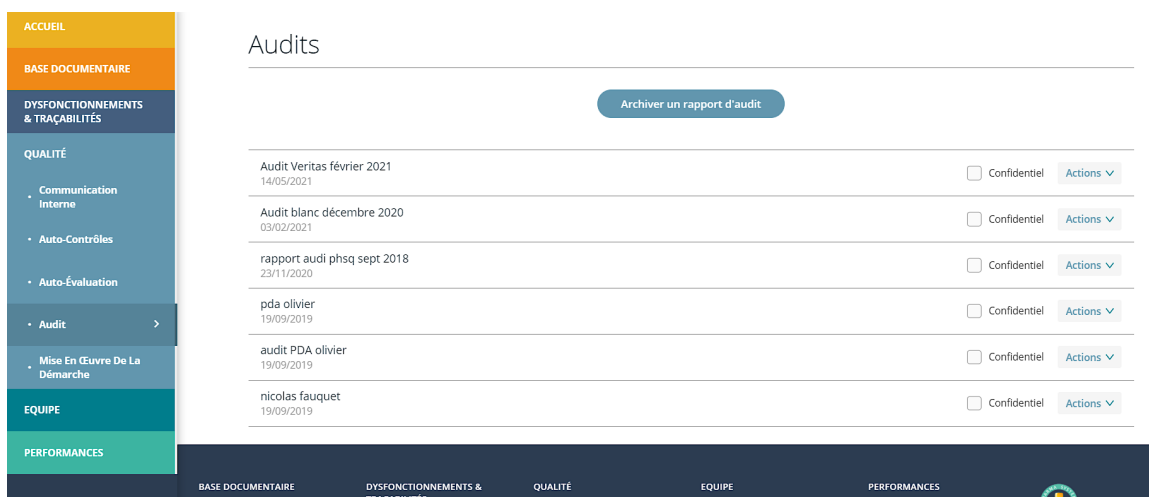 ACCUEIL
BASE DOCUMENTAIRE
DYSFONCTIONNEMENTS
& TRAÇABILITÉS
QUALITÉ
Communication
Interne
Auto-Contrôles
Auto-Évaluation
Audit
Mise En Œuvre De La
Démarche
EQUIPE
PERFORMANCES
Audits
Archiver un rapport d'audit
Audit Veritas février 2021
14/05/2021
Confidentiel Actions
Audit blanc décembre 2020
03/02/2021
Confidentiel Actions
rapport audi phsq sept 2018
23/11/2020
Confidentiel Actions
pda olivier
19/09/2019
Confidentiel Actions
audit PDA olivier
19/09/2019
Confidentiel Actions
nicolas fauquet
19/09/2019
Confidentiel Actions
BASE DOCUMENTAIRE DYSFONCTIONNEMENTS & QUALITÉ EQUIPE PERFORMANCES